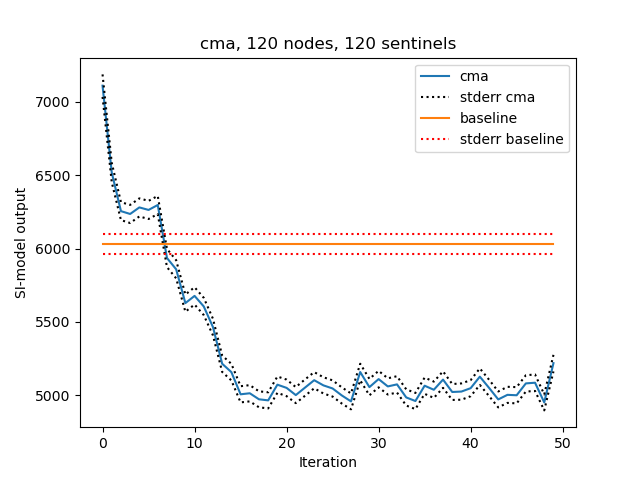 cma, 120 nodes, 120 sentinels
cma
stderr cma
baseline
stderr baseline
SI-model output
7000
6500
6000
5500
5000
0
10
20
30
40
50
Iteration